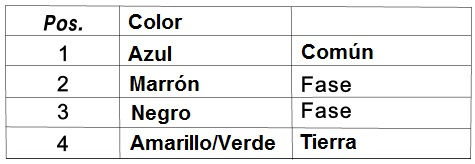 Pos. Color
1 Azul Común
2 Marrón Fase
3 Negro Fase
4 Amarillo/Verde Tierra